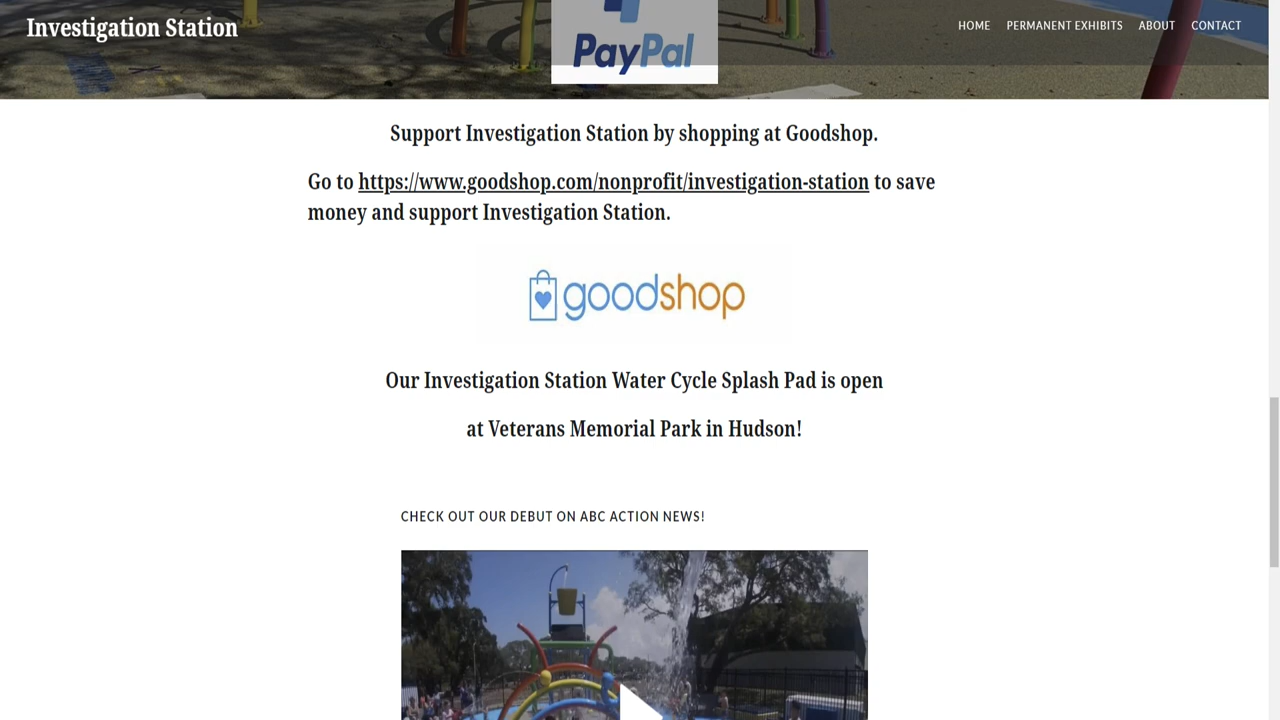 Investigation Station
HOME PERMANENT EXHIBITS ABOUT CONTACT
PayPal
Support Investigation Station by shopping at Goodshop.
Go to https://www.goodshop.com/nonprofit/investigation-station to save
money and support Investigation Station.
goodshop
Our Investigation Station Water Cycle Splash Pad is open
at Veterans Memorial Park in Hudson!
CHECK OUT OUR DEBUT ON ABC ACTION NEWS!